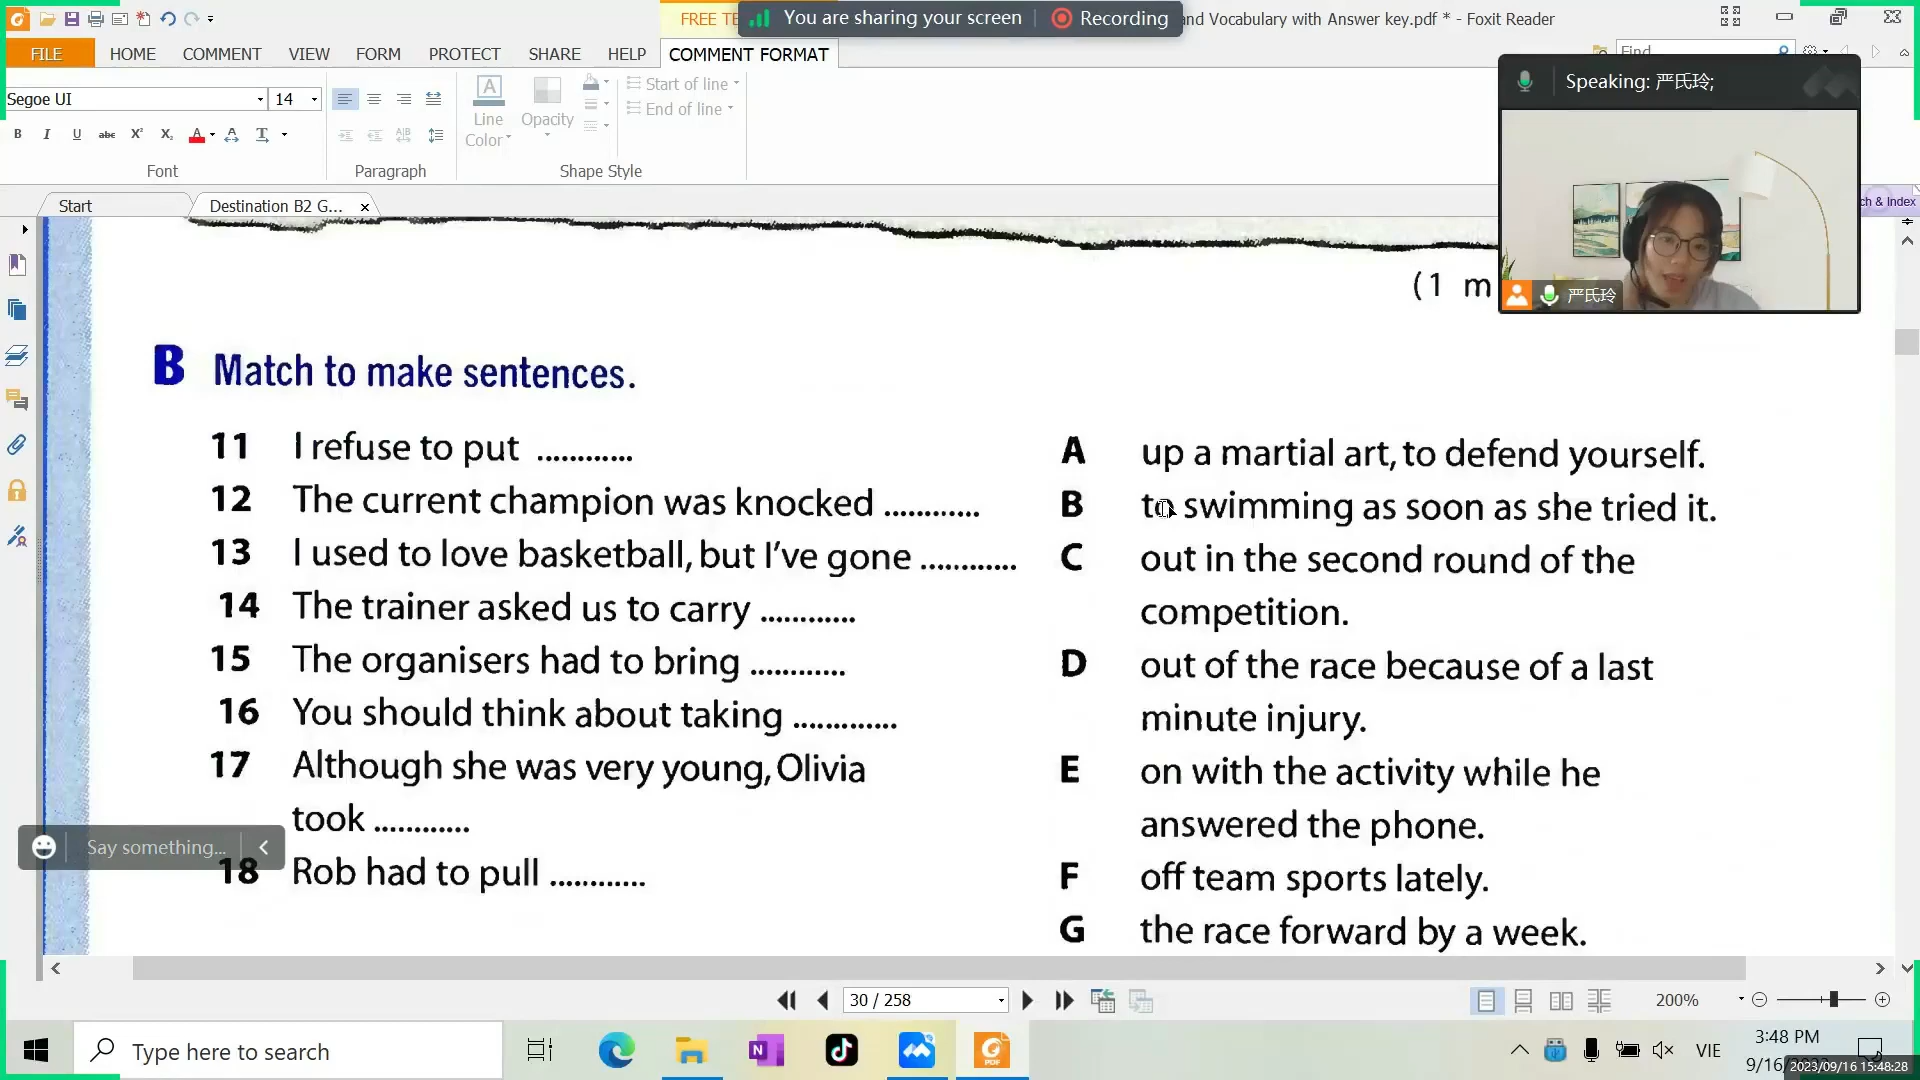 FREE TE
You are sharing your screen
Recording
and Vocabulary with Answer key.pdf * - Foxit Reader
FILE
HOME
COMMENT
VIEW
FORM
PROTECT
SHARE
HELP
COMMENT FORMAT
Find
Speaking: 严氏玲;
Segoe UI
14
Line
Color
Opacity
Start of line
End of line
Font
Paragraph
Shape Style
Start
Destination B2 G...
ch & Index
严氏玲
(1 m
B Match to make sentences.
11 I refuse to put ............
12 The current champion was knocked ............
13 I used to love basketball, but I've gone ............
14 The trainer asked us to carry ............
15 The organisers had to bring ............
16 You should think about taking .............
17 Although she was very young, Olivia
took ............
18 Rob had to pull ............
A up a martial art, to defend yourself.
B to swimming as soon as she tried it.
C out in the second round of the
competition.
D out of the race because of a last
minute injury.
E on with the activity while he
answered the phone.
F off team sports lately.
G the race forward by a week.
Say something...
30 / 258
200%
Type here to search
VIE
3:48 PM
9/16/2023
2023/09/16 15:48:28